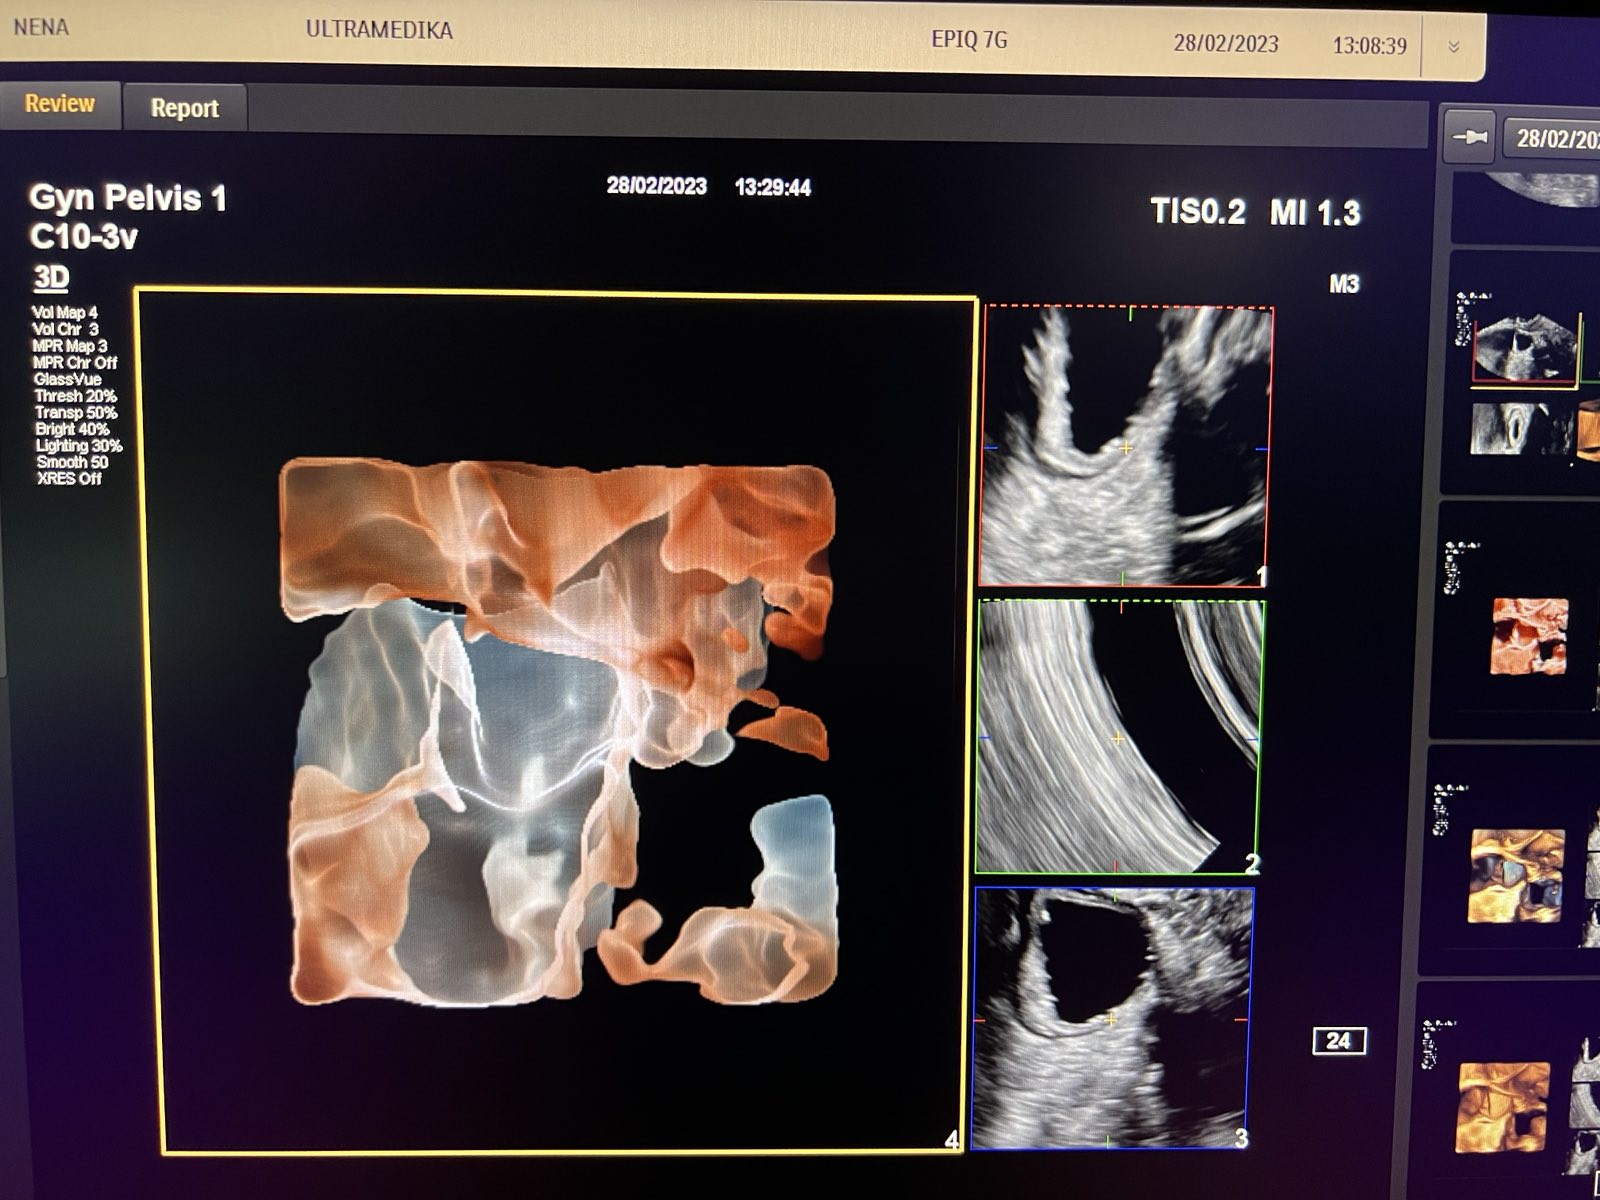 NENA ULTRAMEDIKA EPIQ 7G 28/02/2023 13:08:39
Review Report
28/02/20
Gyn Pelvis 1
28/02/2023 13:29:44
TIS0.2 MI 1.3
C10-3v
3D
M3
Vol Map 4
Vol Chr 3
MPR Map 3
MPR Chr Off
GlassVue
Thresh 20%
Transp 50%
Bright 40%
Lighting 30%
Smooth 50
XRES Off
1
2
24
4
3